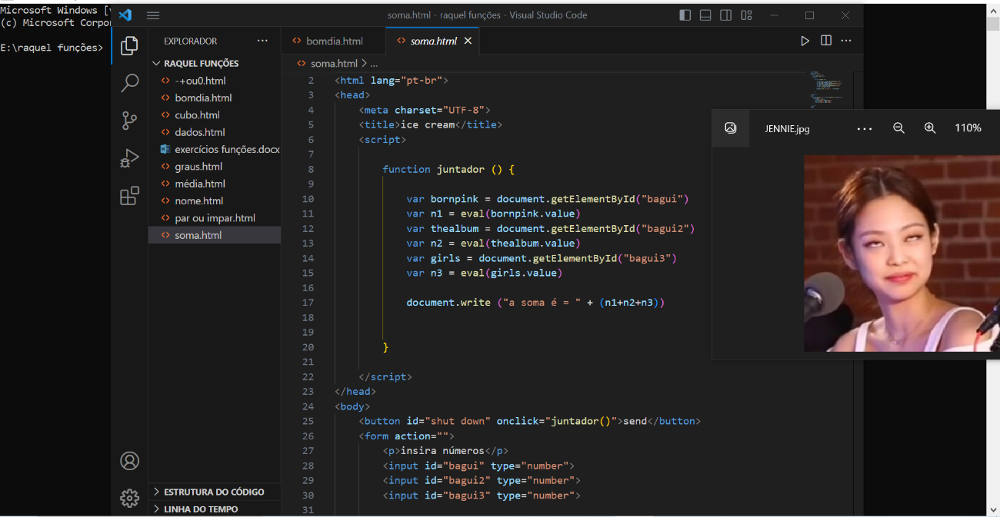 Microsoft Windows [
(c) Microsoft Corpor
E:\raquel funções>
soma.html - raquel funções - Visual Studio Code
EXPLORADOR
RAQUEL FUNÇÕES
-+ou0.html
bomdia.html
cubo.html
dados.html
exercícios funções.docx
graus.html
média.html
nome.html
par ou impar.html
soma.html
ESTRUTURA DO CÓDIGO
LINHA DO TEMPO
bomdia.html
soma.html
soma.html > ...
2 <html lang="pt-br">
3 <head>
4 <meta charset="UTF-8">
5 <title>ice cream</title>
6 <script>
7
8 function juntador () {
9
10 var bornpink = document.getElementById("bagui")
11 var n1 = eval(bornpink.value)
12 var thealbum = document.getElementById("bagui2")
13 var n2 = eval(thealbum.value)
14 var girls = document.getElementById("bagui3")
15 var n3 = eval(girls.value)
16
17 document.write ("a soma é = " + (n1+n2+n3))
18
19
20 }
21
22 </script>
23 </head>
24 <body>
25 <button id="shut down" onclick="juntador()">send</button>
26 <form action="">
27 <p>insira números</p>
28 <input id="bagui" type="number">
29 <input id="bagui2" type="number">
30 <input id="bagui3" type="number">
31
JENNIE.jpg
110%